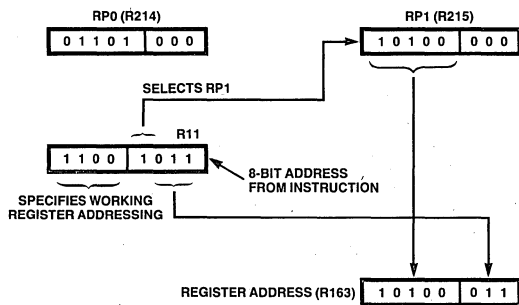 RP0 (R214)
RP1 (R215)
0 1 1 0 1 0 0 0
1 0 1 0 0 0 0 0
SELECTS RP1
R11
1 1 0 0 1 0 1 1
8-BIT ADDRESS
FROM INSTRUCTION
SPECIFIES WORKING
REGISTER ADDRESSING
REGISTER ADDRESS (R163)
1 0 1 0 0 0 1 1